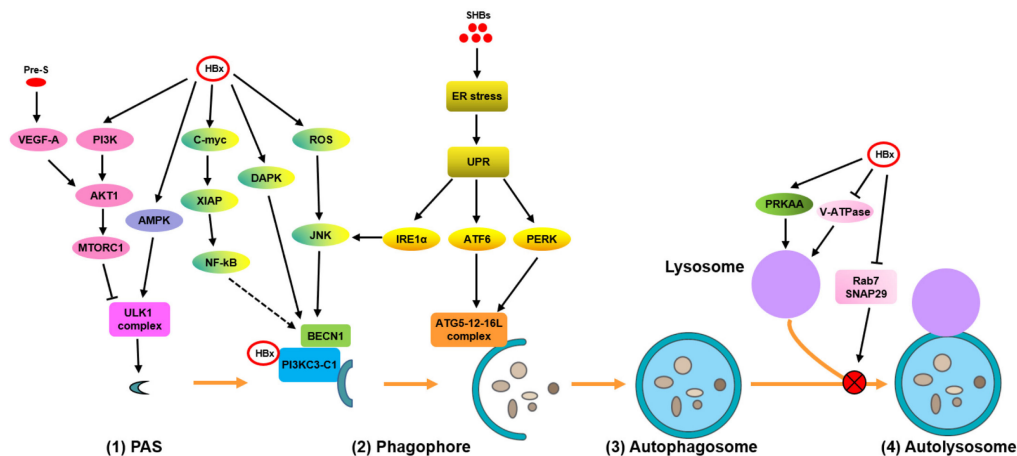 SHBs
Pre-S
HBx
VEGF-A
PI3K
C-myc
ROS
ER stress
DAPK
UPR
AKT1
XIAP
AMPK
MTORC1
NF-kB
JNK
IRE1α
ATF6
PERK
HBx
PRKAA
V-ATPase
Lysosome
Rab7
SNAP29
ULK1
complex
BECN1
HBx
PI3KC3-C1
ATG5-12-16L
complex
(1) PAS
(2) Phagophore
(3) Autophagosome
(4) Autolysosome